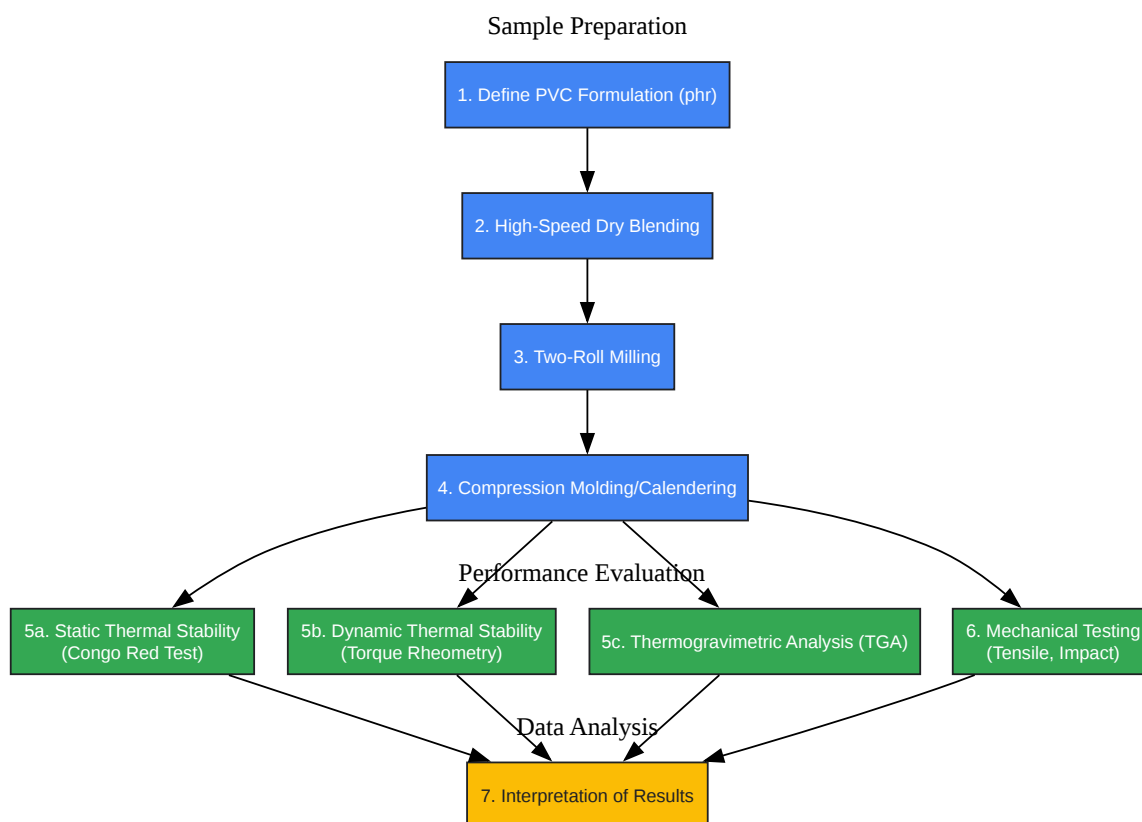 Sample Preparation
1. Define PVC Formulation (phr)
2. High-Speed Dry Blending
3. Two-Roll Milling
4. Compression Molding/Calendering
Performance Evaluation
5a. Static Thermal Stability
(Congo Red Test)
5b. Dynamic Thermal Stability
(Torque Rheometry)
5c. Thermogravimetric Analysis (TGA)
6. Mechanical Testing
(Tensile, Impact)
Data Analysis
7. Interpretation of Results